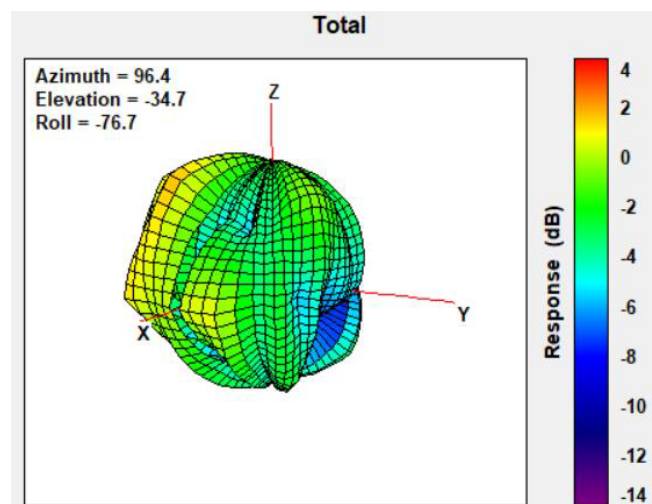 Total
Azimuth = 96.4
Elevation = -34.7
Roll = -76.7
Z
X
Y
Response (dB)
4
2
0
-2
-4
-6
-8
-10
-12
-14